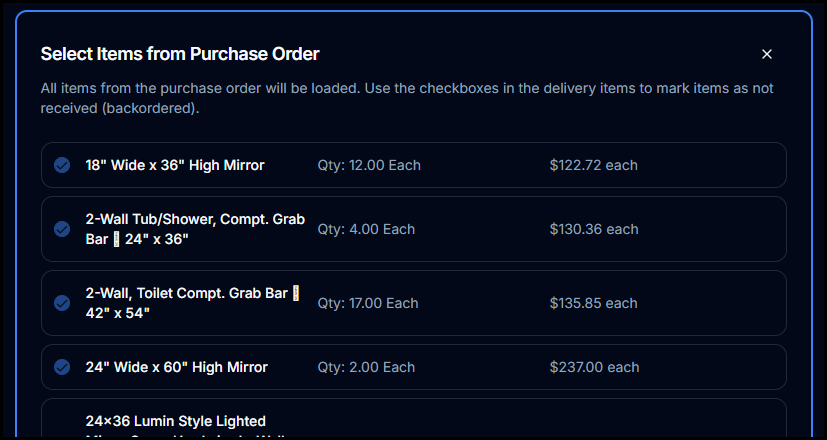 Select Items from Purchase Order
All items from the purchase order will be loaded. Use the checkboxes in the delivery items to mark items as not
received (backordered).
18" Wide x 36" High Mirror Qty: 12.00 Each $122.72 each
2-Wall Tub/Shower, Compt. Grab
Bar 24" x 36" Qty: 4.00 Each $130.36 each
2-Wall, Toilet Compt. Grab Bar
42" x 54" Qty: 17.00 Each $135.85 each
24" Wide x 60" High Mirror Qty: 2.00 Each $237.00 each
24×36 Lumin Style Lighted